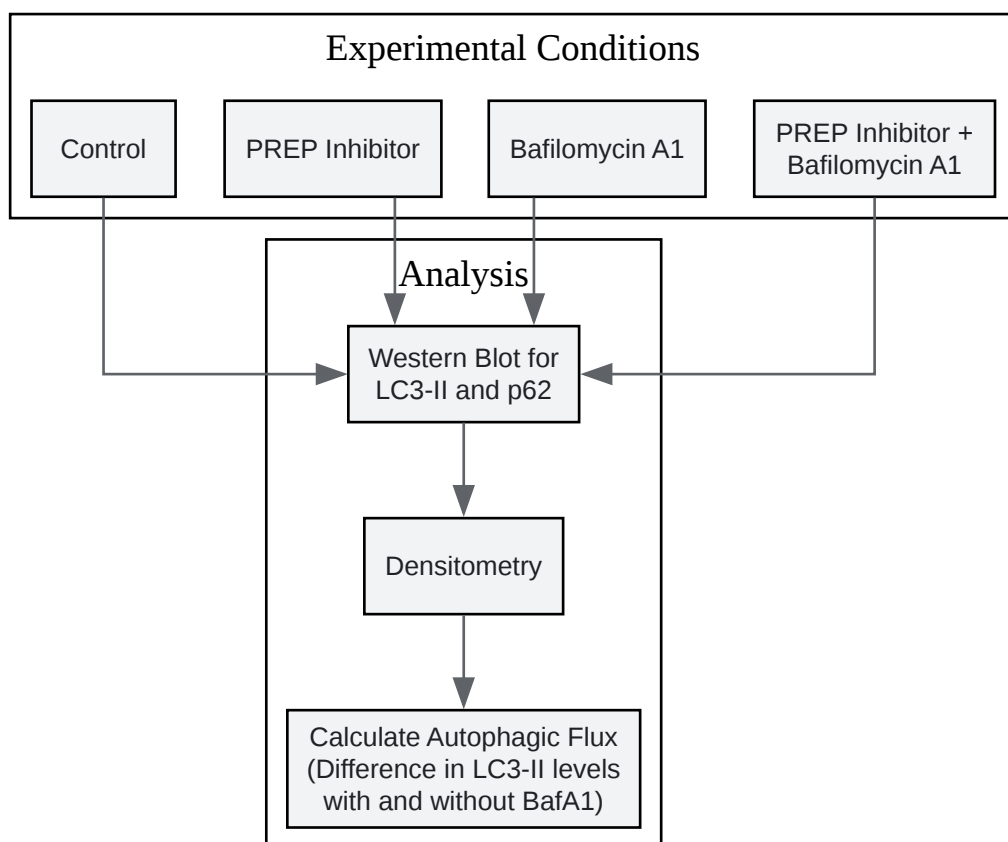 Experimental Conditions
Control
PREP Inhibitor
Bafilomycin A1
PREP Inhibitor +
Bafilomycin A1
Analysis
Western Blot for
LC3-II and p62
Densitometry
Calculate Autophagic Flux
(Difference in LC3-II levels
with and without BafA1)